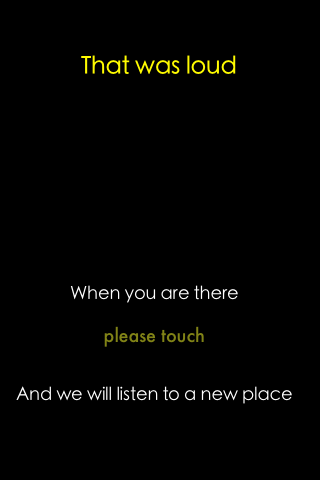 That was loud
When you are there
please touch
And we will listen to a new place